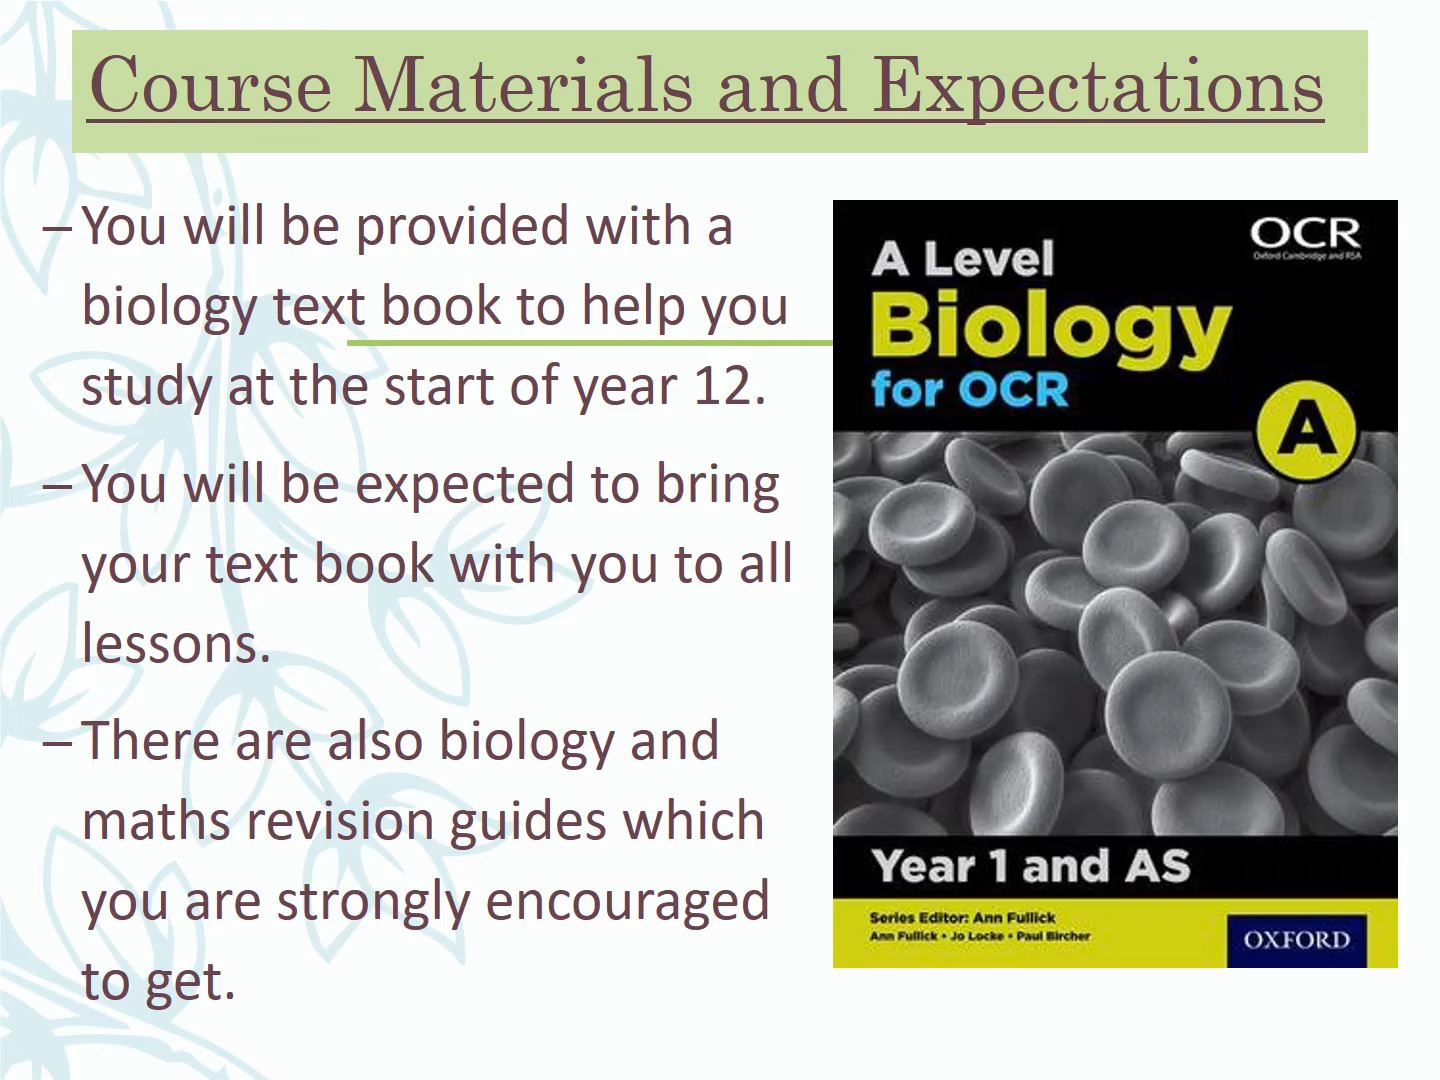 Course Materials and Expectations
– You will be provided with a
biology text book to help you
study at the start of year 12.
– You will be expected to bring
your text book with you to all
lessons.
– There are also biology and
maths revision guides which
you are strongly encouraged
to get.
OCR
Oxford Cambridge and RSA
A Level
Biology
for OCR
A
Year 1 and AS
Series Editor: Ann Fullick
Ann Fullick • Jo Locke • Paul Bircher
OXFORD